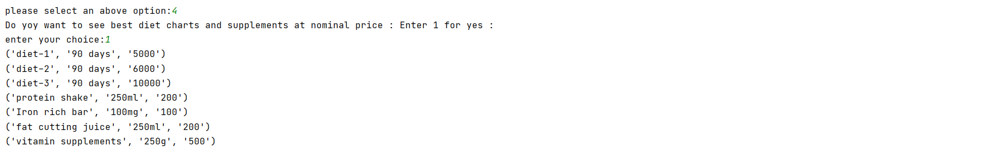 please select an above option:4
Do yoy want to see best diet charts and supplements at nominal price : Enter 1 for yes :
enter your choice:1
('diet-1', '90 days', '5000')
('diet-2', '90 days', '6000')
('diet-3', '90 days', '10000')
('protein shake', '250ml', '200')
('Iron rich bar', '100mg', '100')
('fat cutting juice', '250ml', '200')
('vitamin supplements', '250g', '500')